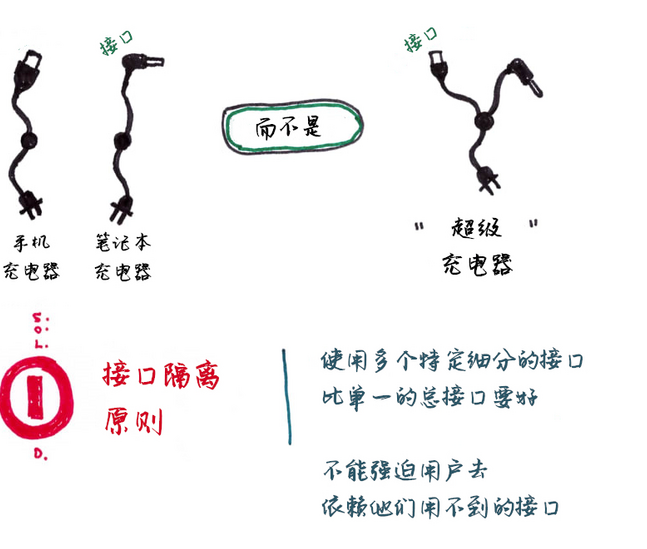 接口
接口
而不是
手机
充电器
笔记本
充电器
" 超级 "
充电器
S.
O.
L.
I
D.
接口隔离
原则
使用多个特定细分的接口
比单一的总接口要好
不能强迫用户去
依赖他们用不到的接口